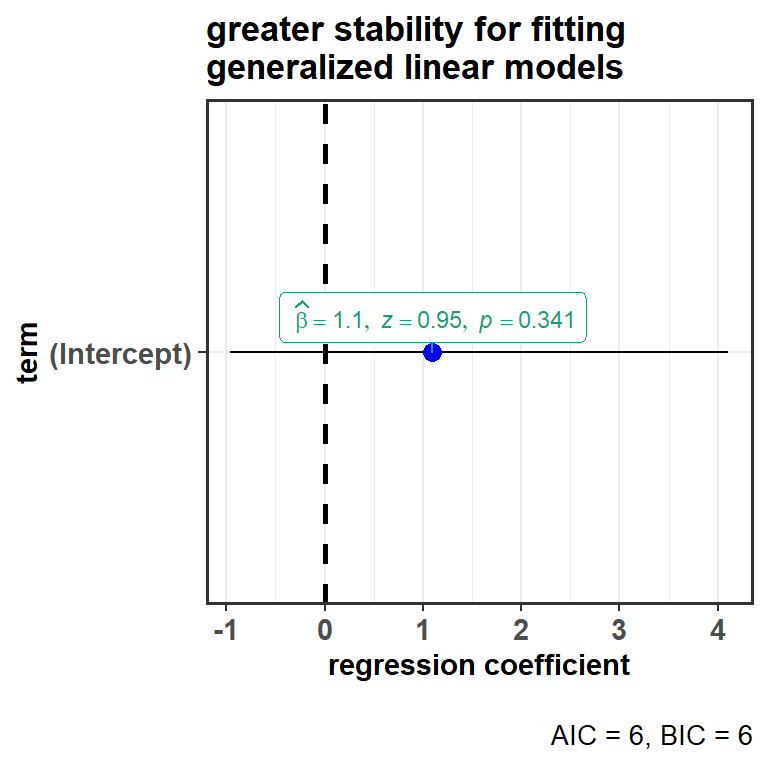 greater stability for fitting
generalized linear models
β̂ = 1.1, z = 0.95, p = 0.341
term
(Intercept)
-1 0 1 2 3 4
regression coefficient
AIC = 6, BIC = 6